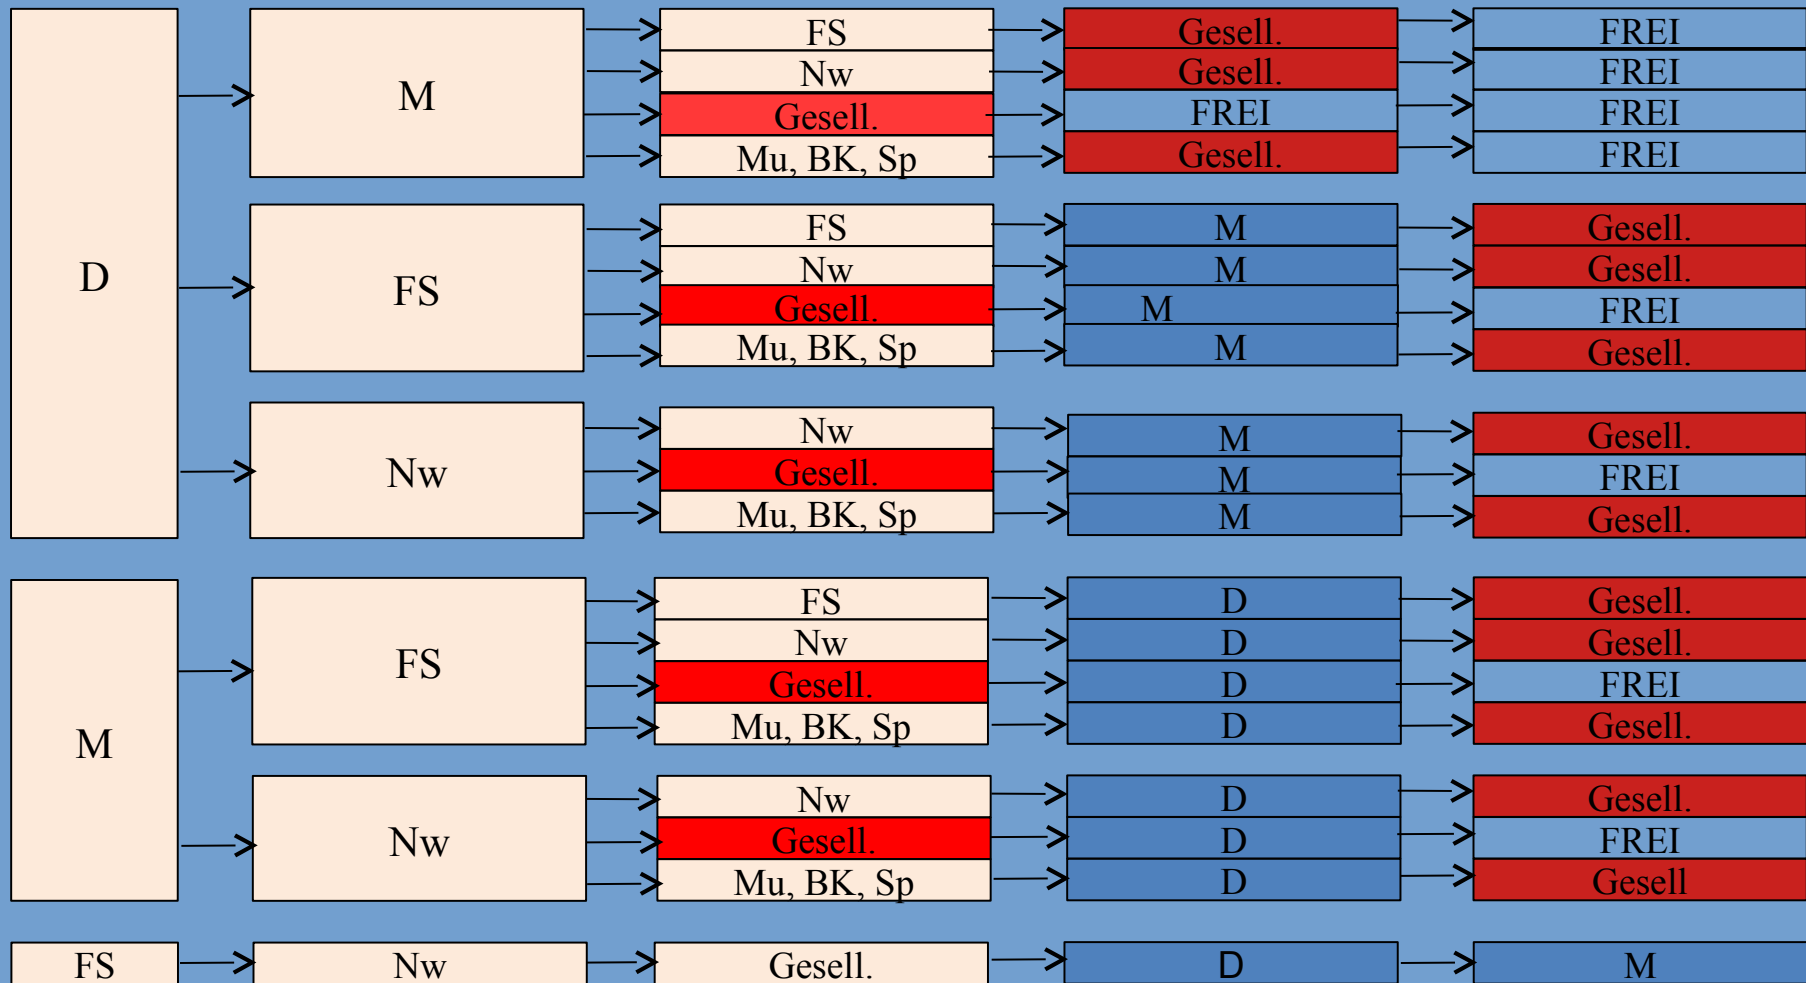 D
M
FS Gesell. FREI
Nw Gesell. FREI
Gesell. FREI FREI
Mu, BK, Sp Gesell. FREI
FS
FS M Gesell.
Nw M Gesell.
Gesell. M FREI
Mu, BK, Sp M Gesell.
Nw
Nw M Gesell.
Gesell. M FREI
Mu, BK, Sp M Gesell.
M
FS
FS D Gesell.
Nw D Gesell.
Gesell. D FREI
Mu, BK, Sp D Gesell.
Nw
Nw D Gesell.
Gesell. D FREI
Mu, BK, Sp D Gesell
FS Nw Gesell. D M